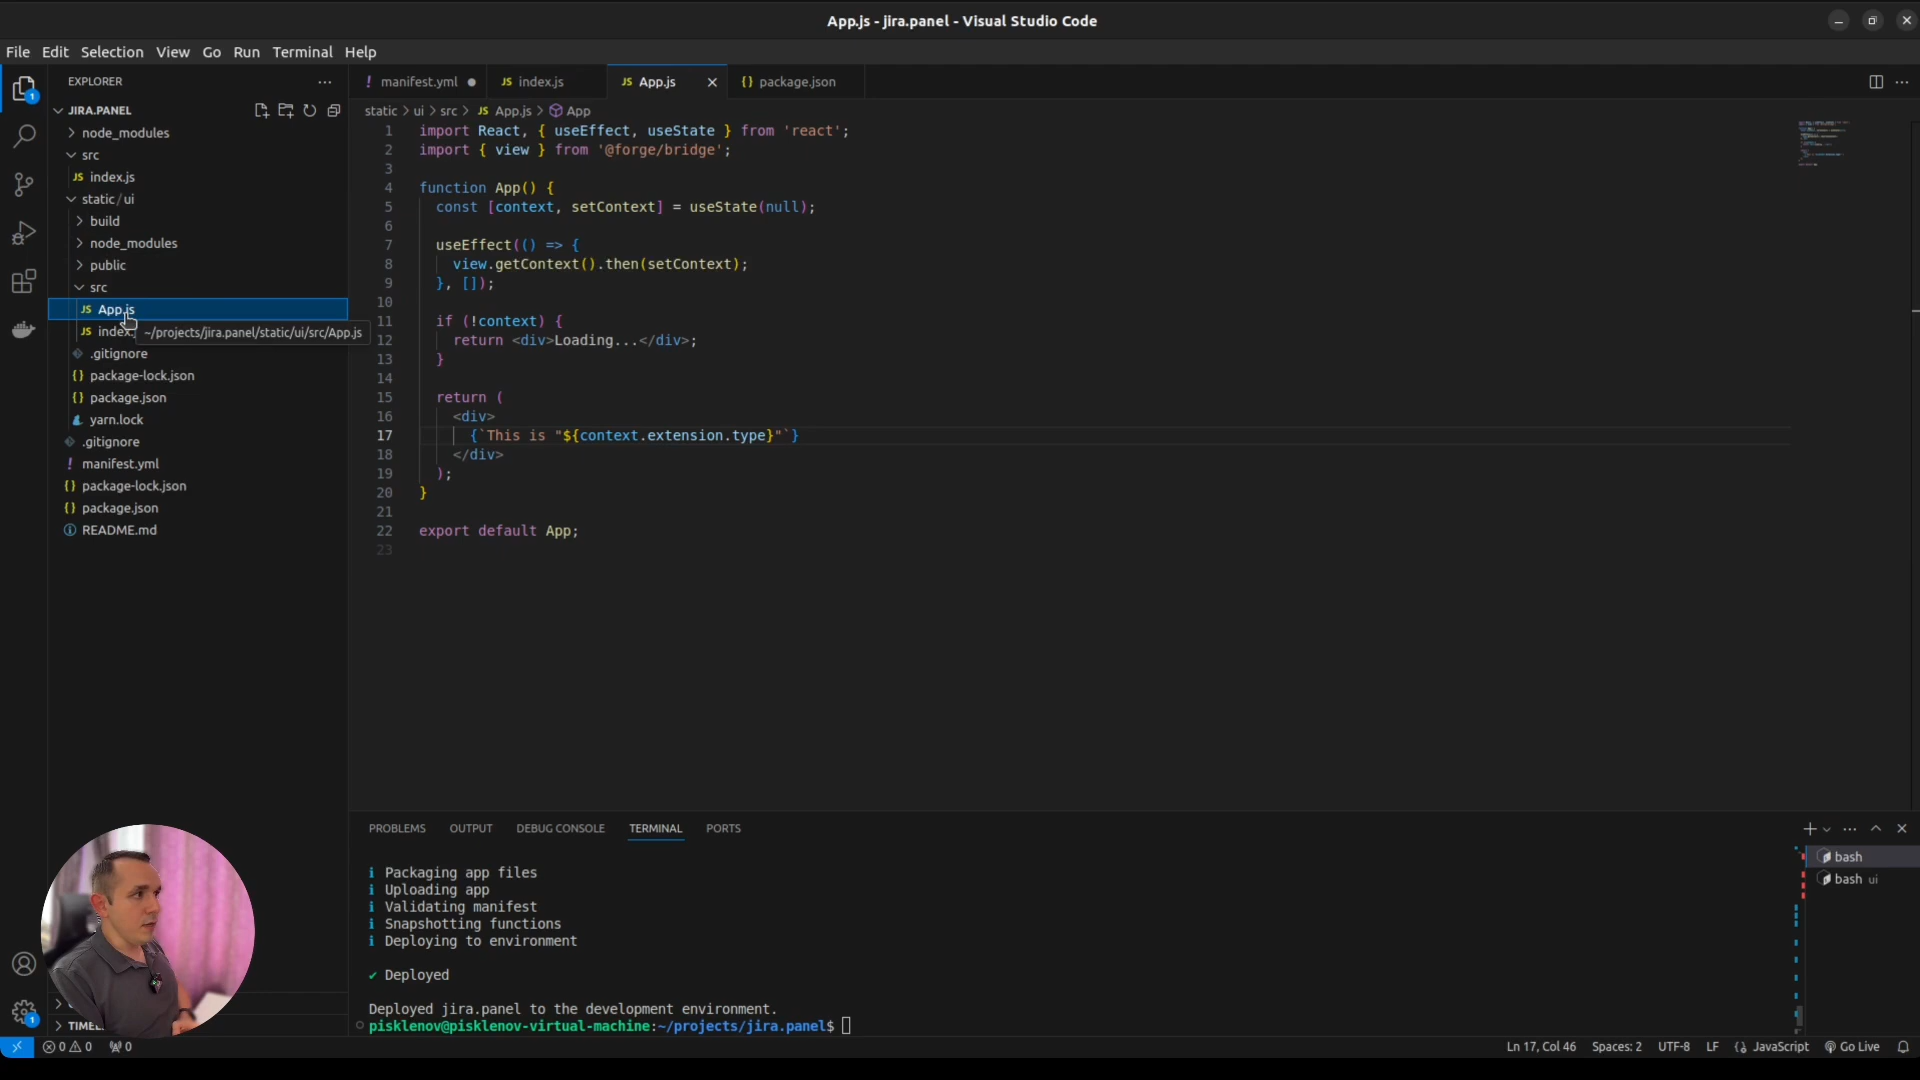 App.js - jira.panel - Visual Studio Code
File Edit Selection View Go Run Terminal Help
EXPLORER
JIRA.PANEL
node_modules
src
JS index.js
static/ui
build
node_modules
public
src
JS App.js
JS index.
~/projects/jira.panel/static/ui/src/App.js
.gitignore
{} package-lock.json
{} package.json
yarn.lock
.gitignore
! manifest.yml
{} package-lock.json
{} package.json
README.md
TIMEL
! manifest.yml JS index.js JS App.js {} package.json
static > ui > src > JS App.js > App
1 import React, { useEffect, useState } from 'react';
2 import { view } from '@forge/bridge';
3
4 function App() {
5 const [context, setContext] = useState(null);
6
7 useEffect(() => {
8 view.getContext().then(setContext);
9 }, []);
10
11 if (!context) {
12 return <div>Loading...</div>;
13 }
14
15 return (
16 <div>
17 {`This is "${context.extension.type}"`}
18 </div>
19 );
20 }
21
22 export default App;
23
PROBLEMS OUTPUT DEBUG CONSOLE TERMINAL PORTS
i Packaging app files
i Uploading app
i Validating manifest
i Snapshotting functions
i Deploying to environment
✔ Deployed
Deployed jira.panel to the development environment.
pisklenov@pisklenov-virtual-machine:~/projects/jira.panel$
bash
bash ui
1
1
0 0 0
Ln 17, Col 46 Spaces: 2 UTF-8 LF {} JavaScript Go Live